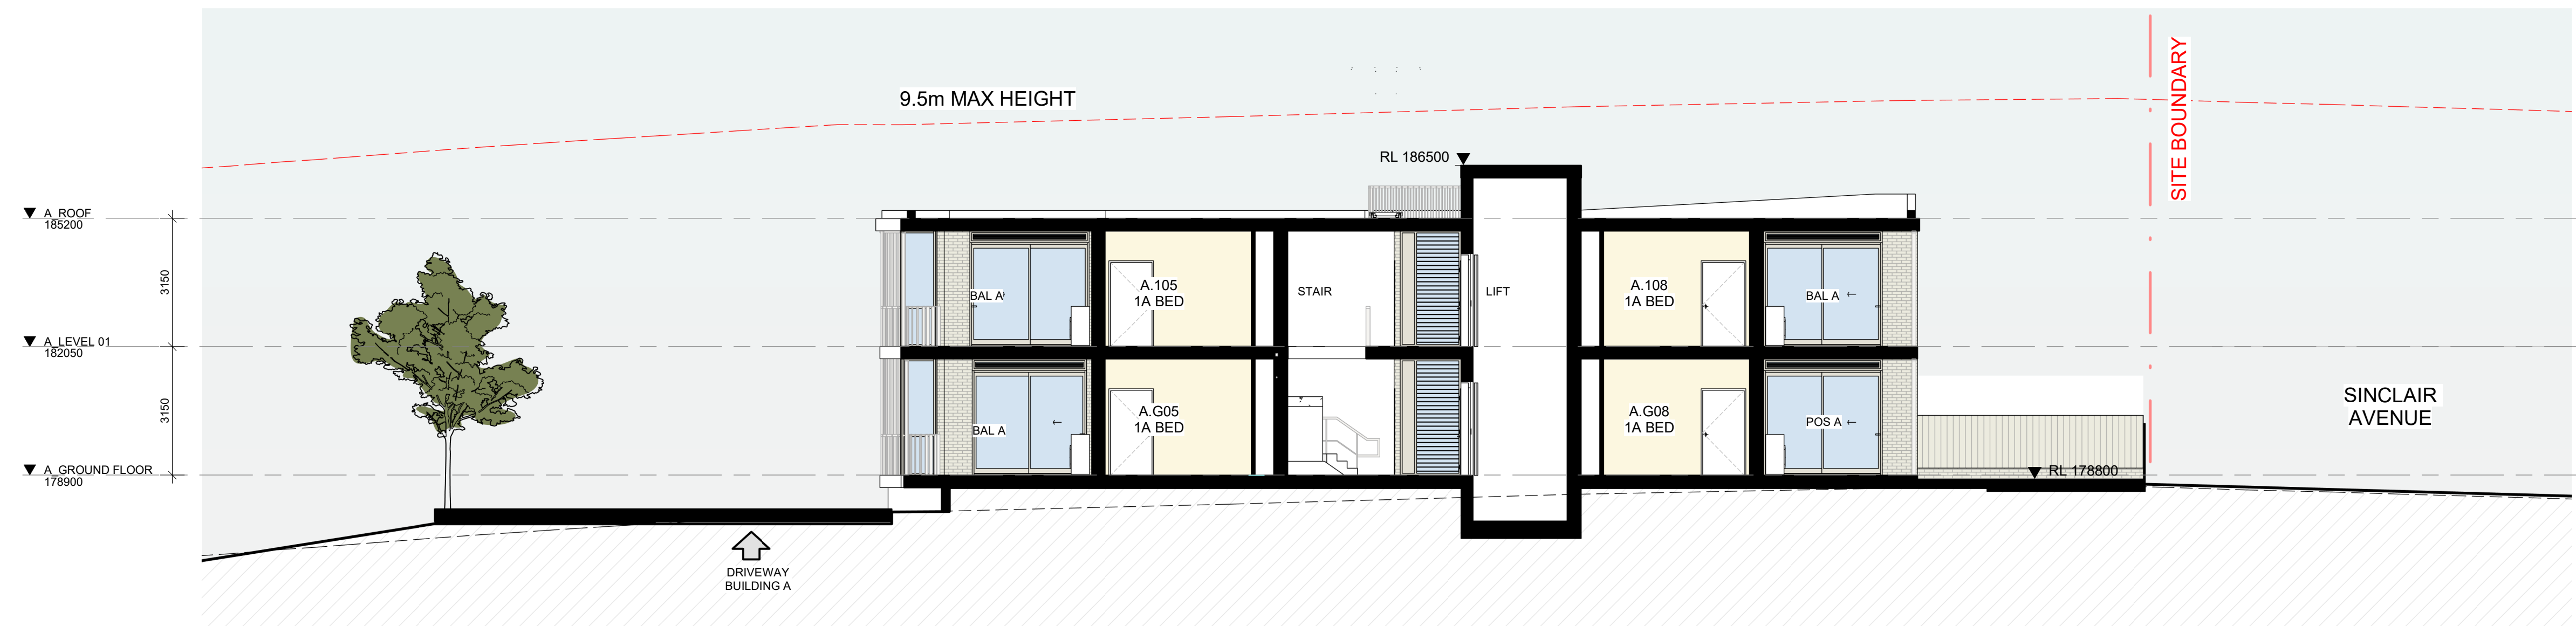 9.5m MAX HEIGHT
SITE BOUNDARY
RL 186500
A_ROOF
185200
3150
BAL A
A.105
1A BED
STAIR
LIFT
A.108
1A BED
BAL A
A_LEVEL 01
182050
3150
BAL A
A.G05
1A BED
A.G08
1A BED
POS A
SINCLAIR
AVENUE
A_GROUND FLOOR
178900
RL 178800
DRIVEWAY
BUILDING A